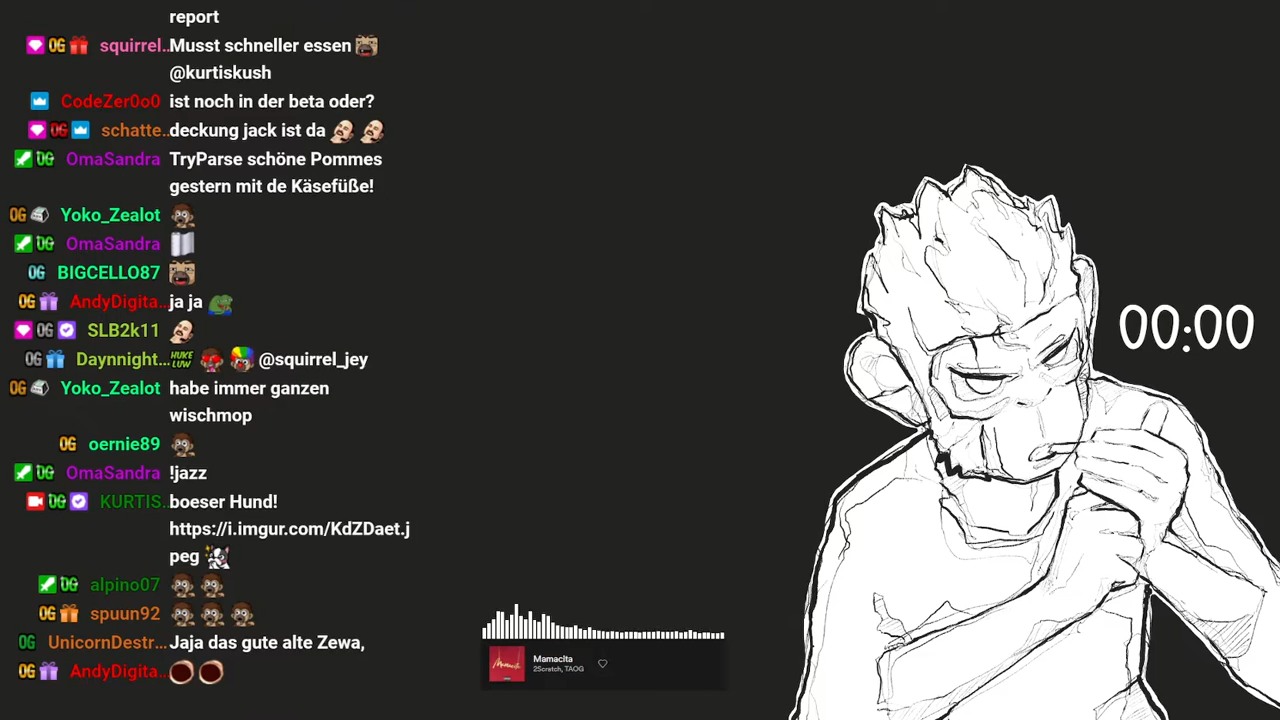 report
squirrel.. Musst schneller essen
@kurtiskush
CodeZer0o0 ist noch in der beta oder?
schatte.. deckung jack ist da
OmaSandra TryParse schöne Pommes
gestern mit de Käsefüße!
Yoko_Zealot
OmaSandra
BIGCELLO87
AndyDigita... ja ja
SLB2k11
Daynnight... HUKE LUW @squirrel_jey
Yoko_Zealot habe immer ganzen
wischmop
oernie89
OmaSandra !jazz
KURTIS.. boeser Hund!
https://i.imgur.com/KdZDaet.j
peg
alpino07
spuun92
UnicornDestr... Jaja das gute alte Zewa,
AndyDigita...
00:00
Mamacita
2Scratch, TAOG